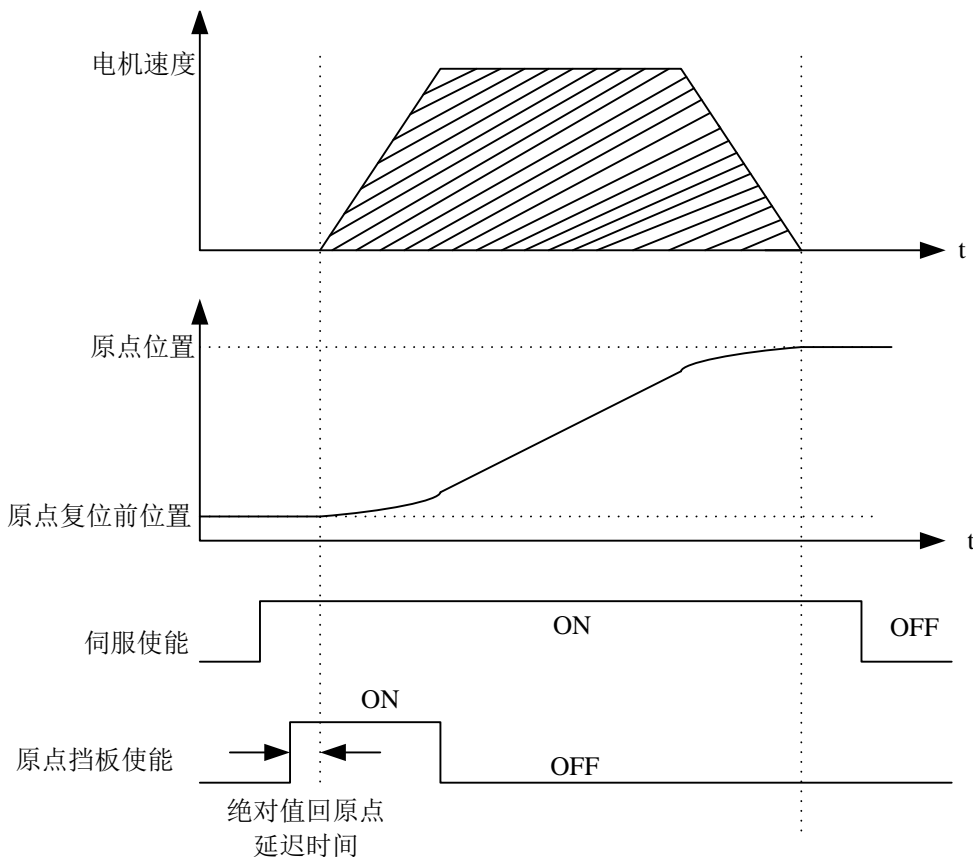 电机速度
t
原点位置
原点复位前位置
t
伺服使能
ON
OFF
ON
原点挡板使能
OFF
绝对值回原点
延迟时间